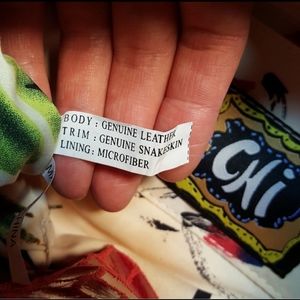 BODY : GENUINE LEATHER
TRIM : GENUINE SNAKESKIN
LINING : MICROFIBER
CHi